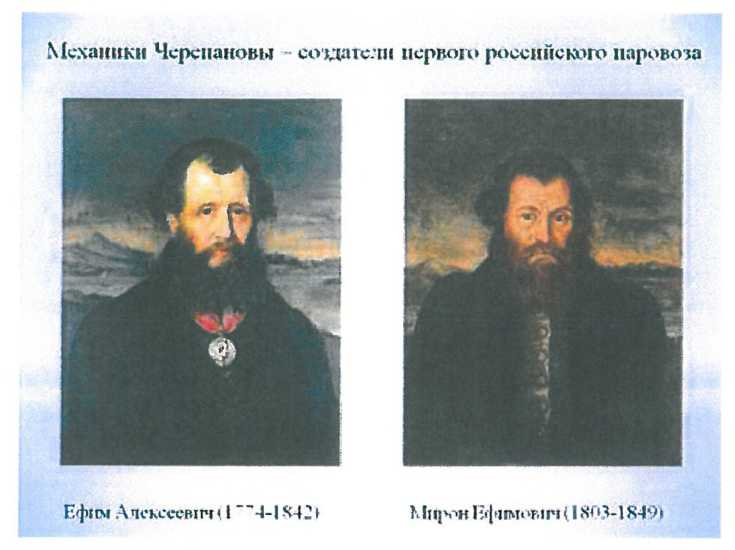 Механики Черепановы – создатели первого российского паровоза
Ефим Алексеевич (1774-1842)
Мирон Ефимович (1803-1849)